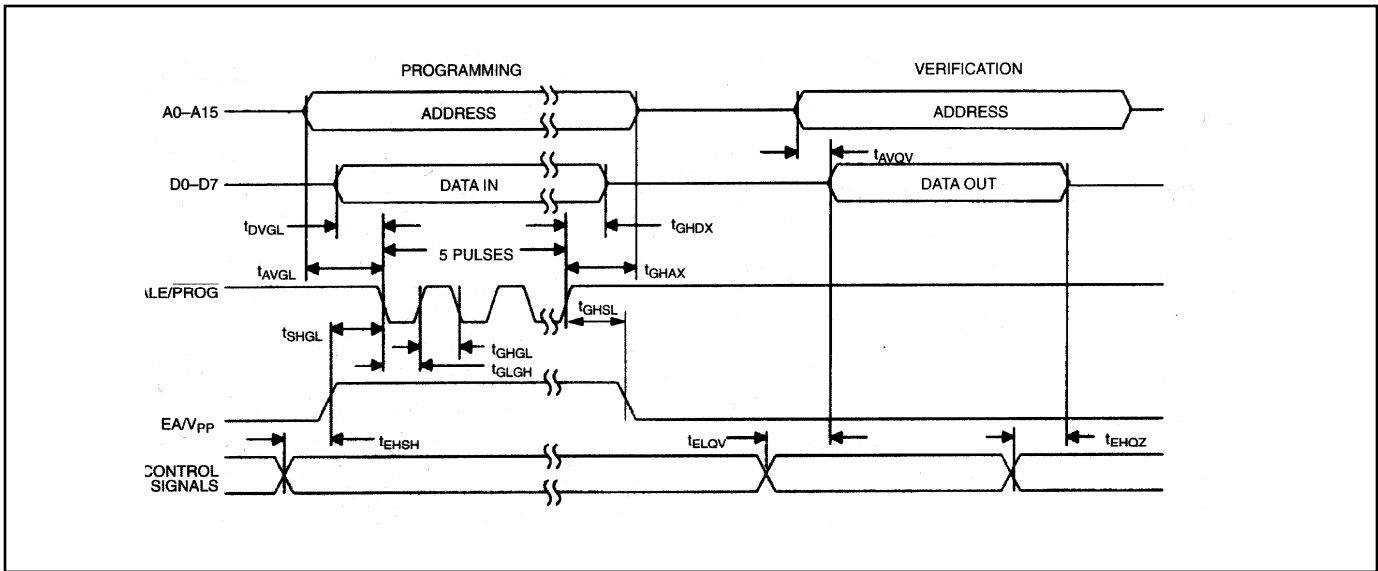 PROGRAMMING
VERIFICATION
A0–A15
ADDRESS
ADDRESS
tAVQV
D0–D7
DATA IN
DATA OUT
tDVGL
tGHDX
5 PULSES
tAVGL
tGHAX
ALE/PROG
tGHSL
tSHGL
tGHGL
tGLGH
EA/VPP
tEHSH
tELQV
tEHQZ
CONTROL
SIGNALS